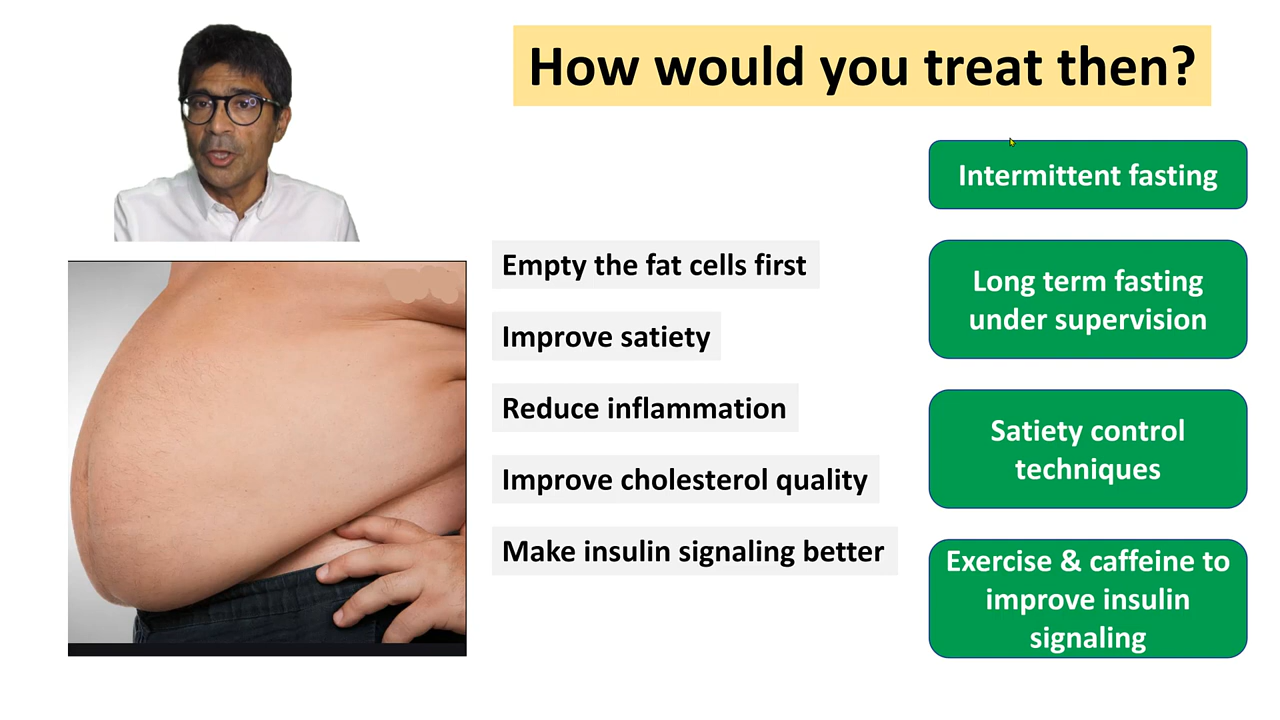 How would you treat then?
Intermittent fasting
Empty the fat cells first
Improve satiety
Reduce inflammation
Improve cholesterol quality
Make insulin signaling better
Long term fasting
under supervision
Satiety control
techniques
Exercise & caffeine to
improve insulin
signaling